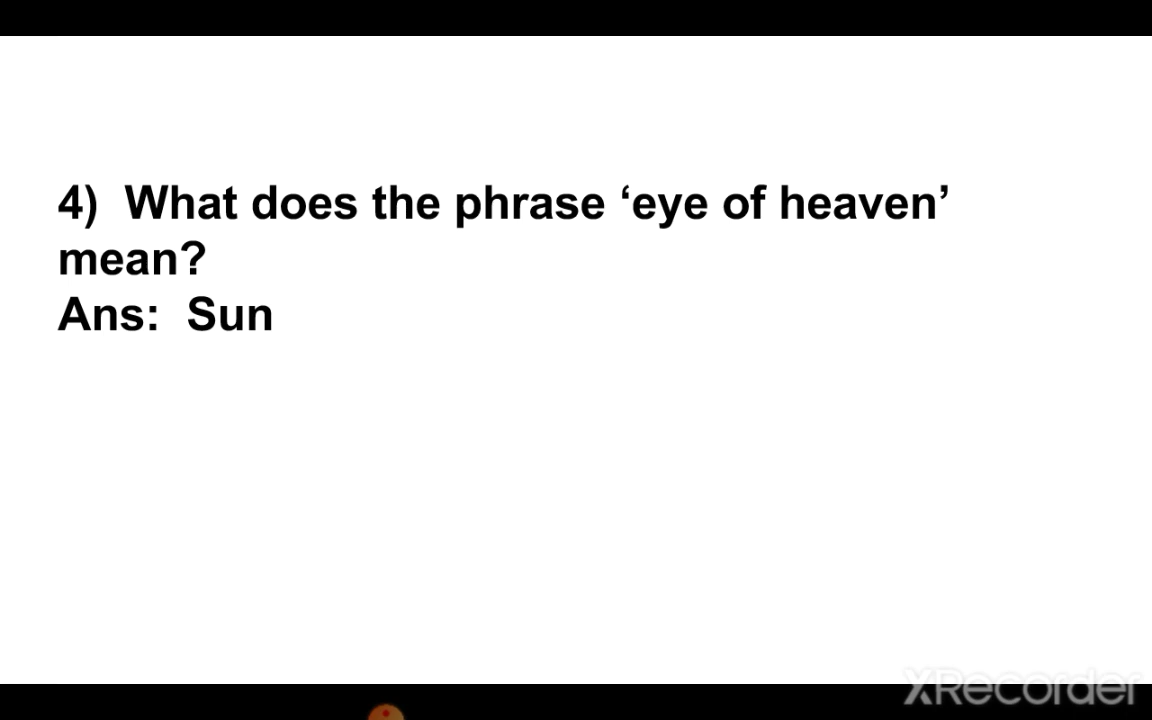 4)  What does the phrase ‘eye of heaven’
mean?
Ans:  Sun
XRecorder